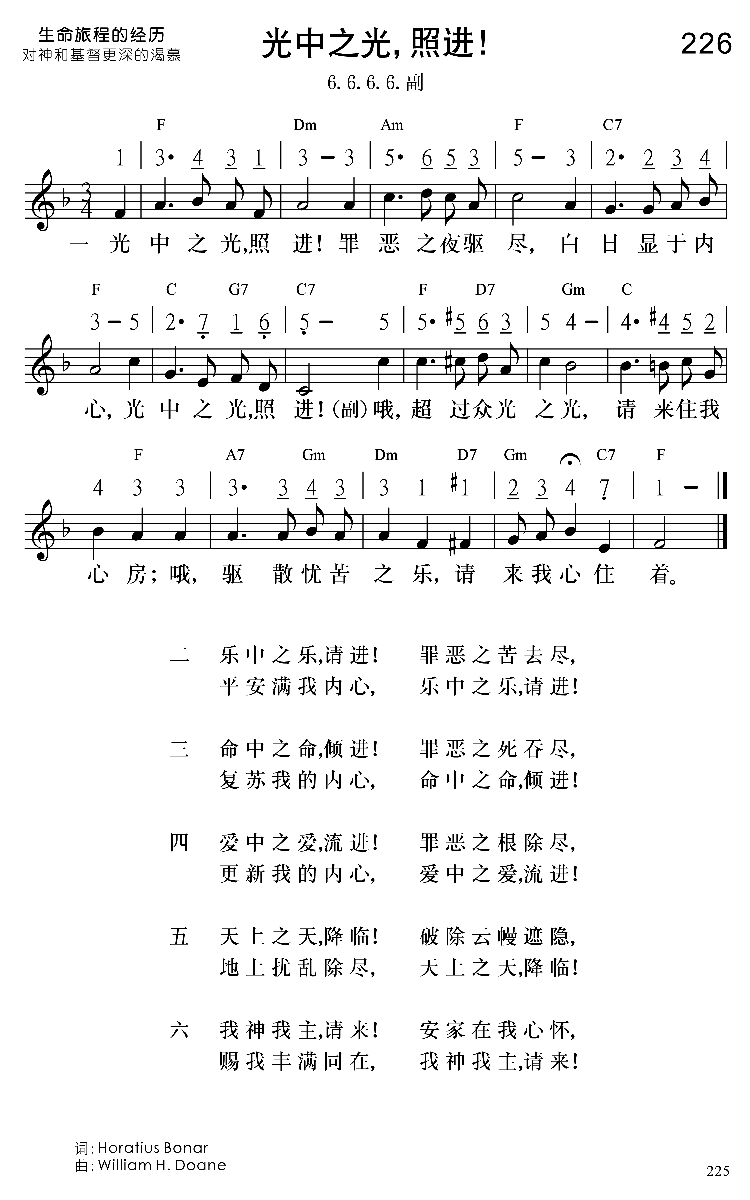 生命旅程的经历
对神和基督更深的渴慕
光中之光，照进！
226
6. 6. 6. 6. 副
F Dm Am F C7
1 | 3• 4 3 1 | 3 – 3 | 5• 6 5 3 | 5 – 3 | 2• 2 3 4 |
3 4
一 光 中 之 光,照 进！ 罪 恶 之 夜 驱 尽， 白 日 显 于 内
F C G7 C7 F D7 Gm C
3 – 5 | 2• 7 1 6 | 5 – 5 | 5• #5 6 3 | 5 4 – | 4• #4 5 2 |
心， 光 中 之 光,照 进！(副)哦， 超 过 众 光 之 光， 请 来 住 我
F A7 Gm Dm D7 Gm C7 F
4 3 3 | 3• 3 4 3 | 3 1 #1 | 2 3 4 7 | 1 –
心 房；哦， 驱 散 忧 苦 之 乐，请 来 我 心 住 着。
二 乐中之乐,请进！ 罪恶之苦去尽，
平安满我内心， 乐中之乐,请进！
三 命中之命,倾进！ 罪恶之死吞尽，
复苏我的内心， 命中之命,倾进！
四 爱中之爱,流进！ 罪恶之根除尽，
更新我的内心， 爱中之爱,流进！
五 天上之天,降临！ 破除云幔遮隐，
地上扰乱除尽， 天上之天,降临！
六 我神我主,请来！ 安家在我心怀，
赐我丰满同在， 我神我主,请来！
词：Horatius Bonar
曲：William H. Doane
225